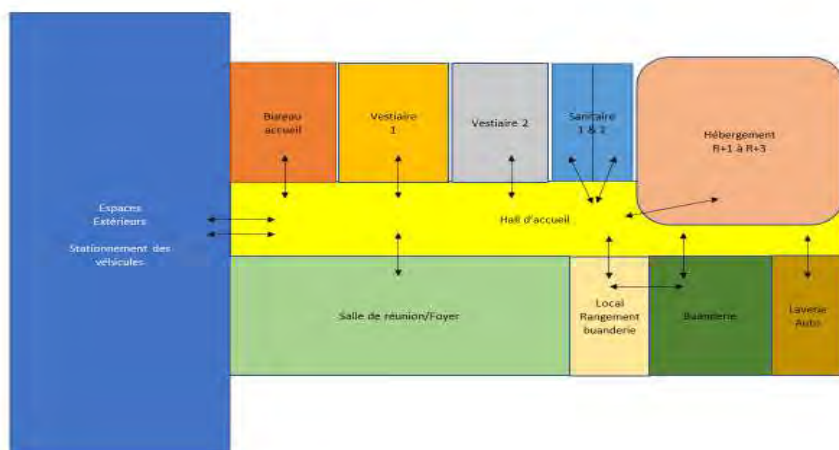 Bureau
accueil
Vestiaire
1
Vestiaire 2
Sanitaire
1 & 2
Hébergement
R+1 à R+3
Espaces
Extérieurs
Stationnement des
véhicules
Hall d'accueil
Salle de réunion/Foyer
Local
Rangement
buanderie
Buanderie
Laverie
Auto